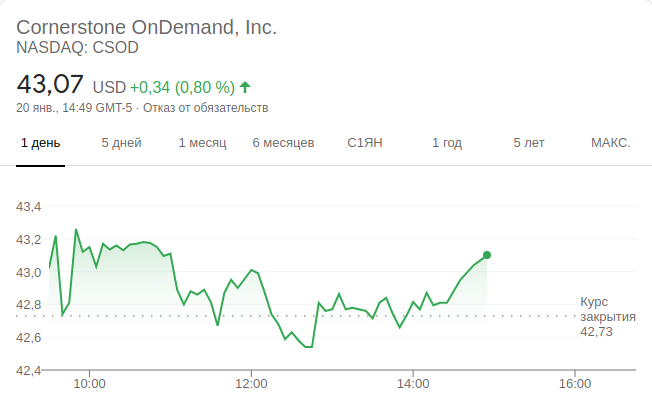 Cornerstone OnDemand, Inc.
NASDAQ: CSOD
43,07 USD +0,34 (0,80 %)
20 янв., 14:49 GMT-5 · Отказ от обязательств
1 день 5 дней 1 месяц 6 месяцев С1ЯН 1 год 5 лет МАКС.
43,4
43,2
43,0
42,8
42,6
42,4
Курс
закрытия
42,73
10:00 12:00 14:00 16:00